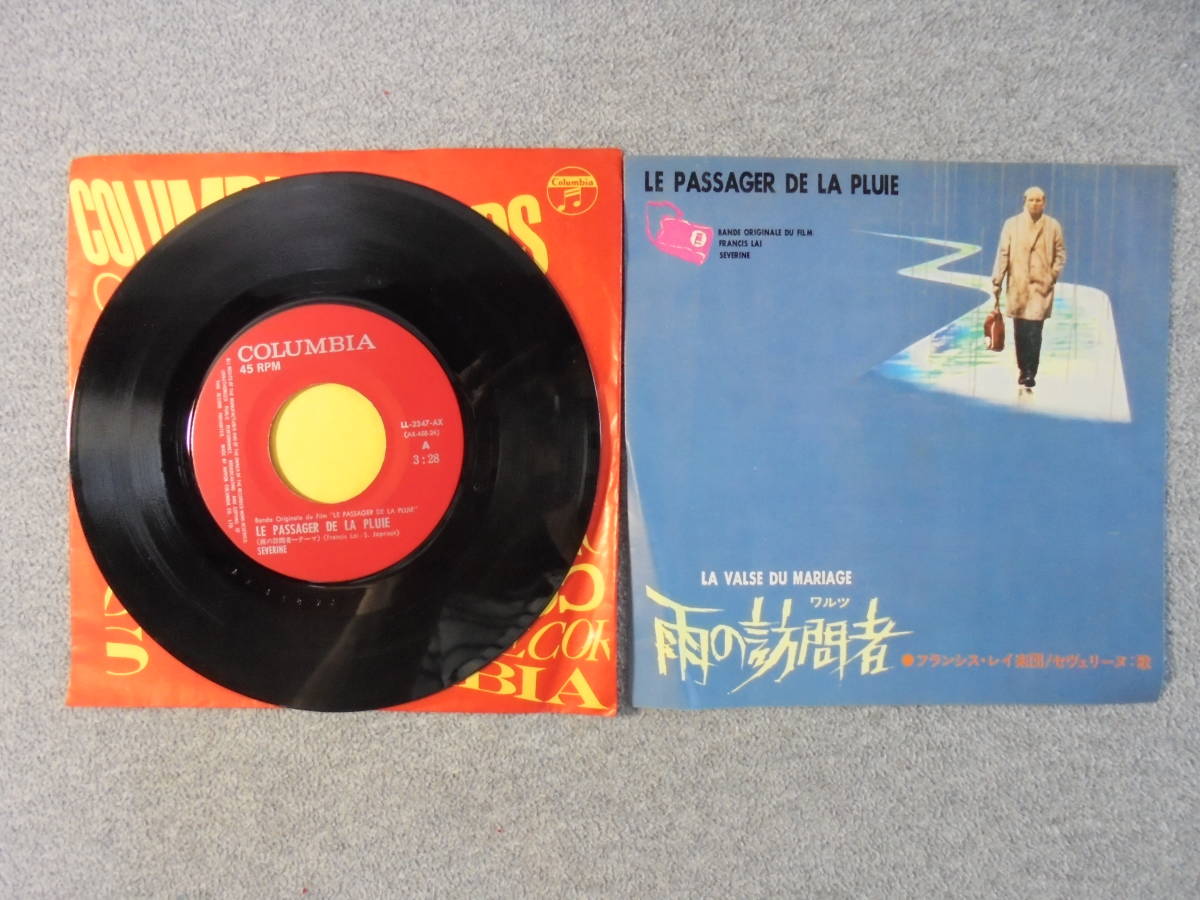 COLUMBIA
Columbia
COLUMBIA
45 RPM
LL-2347-AX
A
3:28
Bande Originale du Film "LE PASSAGER DE LA PLUIE"
LE PASSAGER DE LA PLUIE
(雨の訪問者―テーマ) (Francis Lai - S. Japrisot)
SEVERINE
LE PASSAGER DE LA PLUIE
BANDE ORIGINALE DU FILM
FRANCIS LAI
SEVERINE
LA VALSE DU MARIAGE
ワルツ
雨の訪問者
●フランシス・レイ楽団/セヴェリーヌ:歌